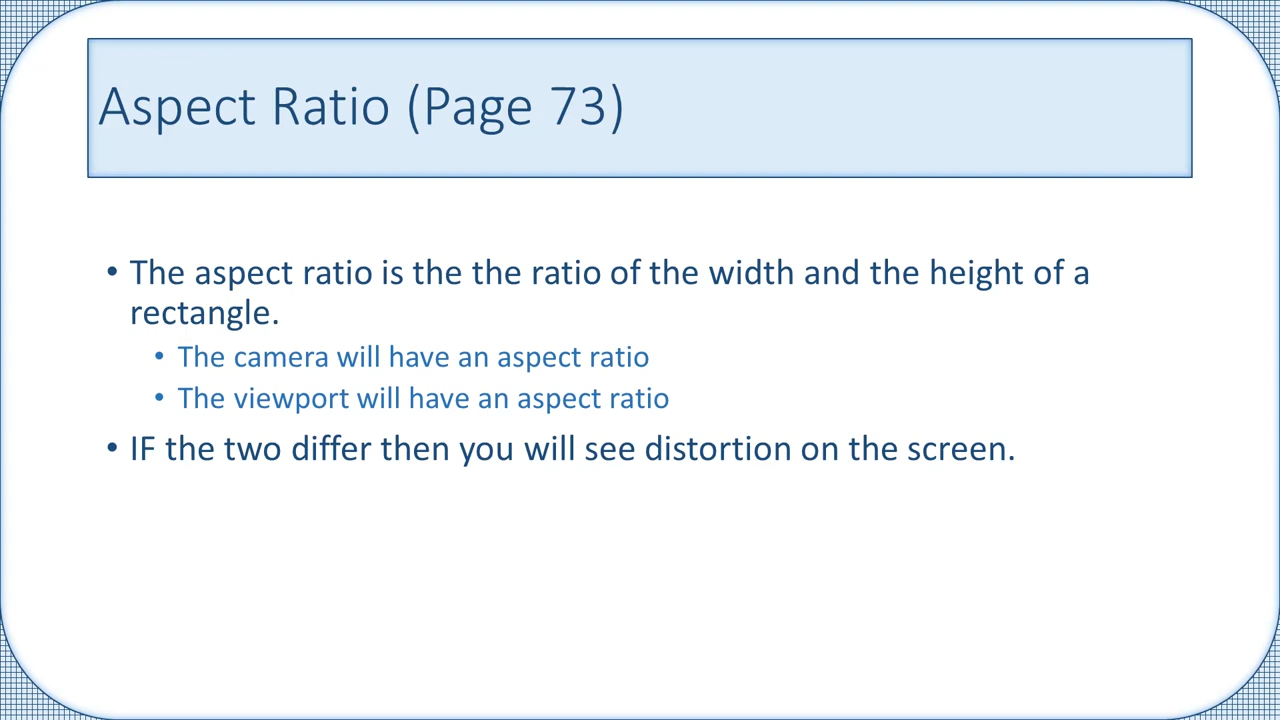 Aspect Ratio (Page 73)
• The aspect ratio is the the ratio of the width and the height of a
rectangle.
• The camera will have an aspect ratio
• The viewport will have an aspect ratio
• IF the two differ then you will see distortion on the screen.